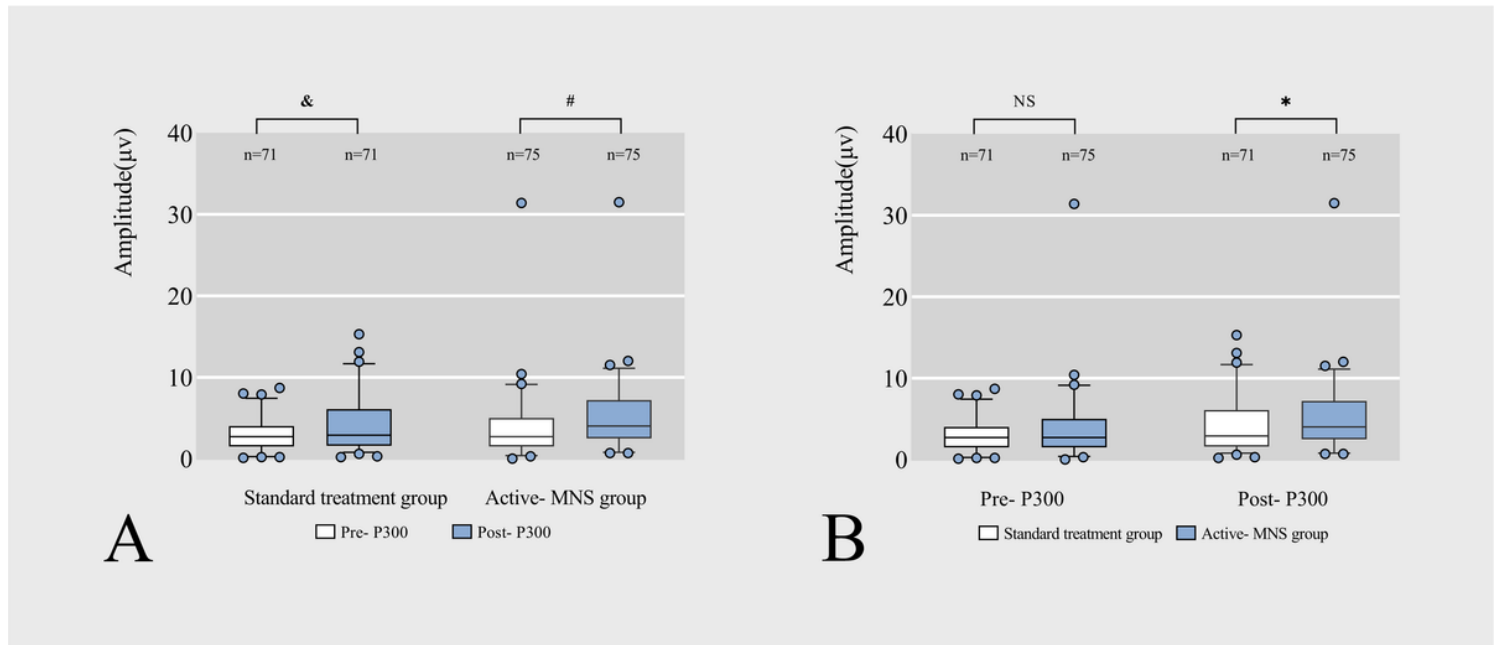 & #
40
n=71 n=71 n=75 n=75
Amplitude(μv)
30
20
10
0
Standard treatment group Active- MNS group
Pre- P300 Post- P300
A
NS *
40
n=71 n=75 n=71 n=75
Amplitude(μv)
30
20
10
0
Pre- P300 Post- P300
Standard treatment group Active- MNS group
B